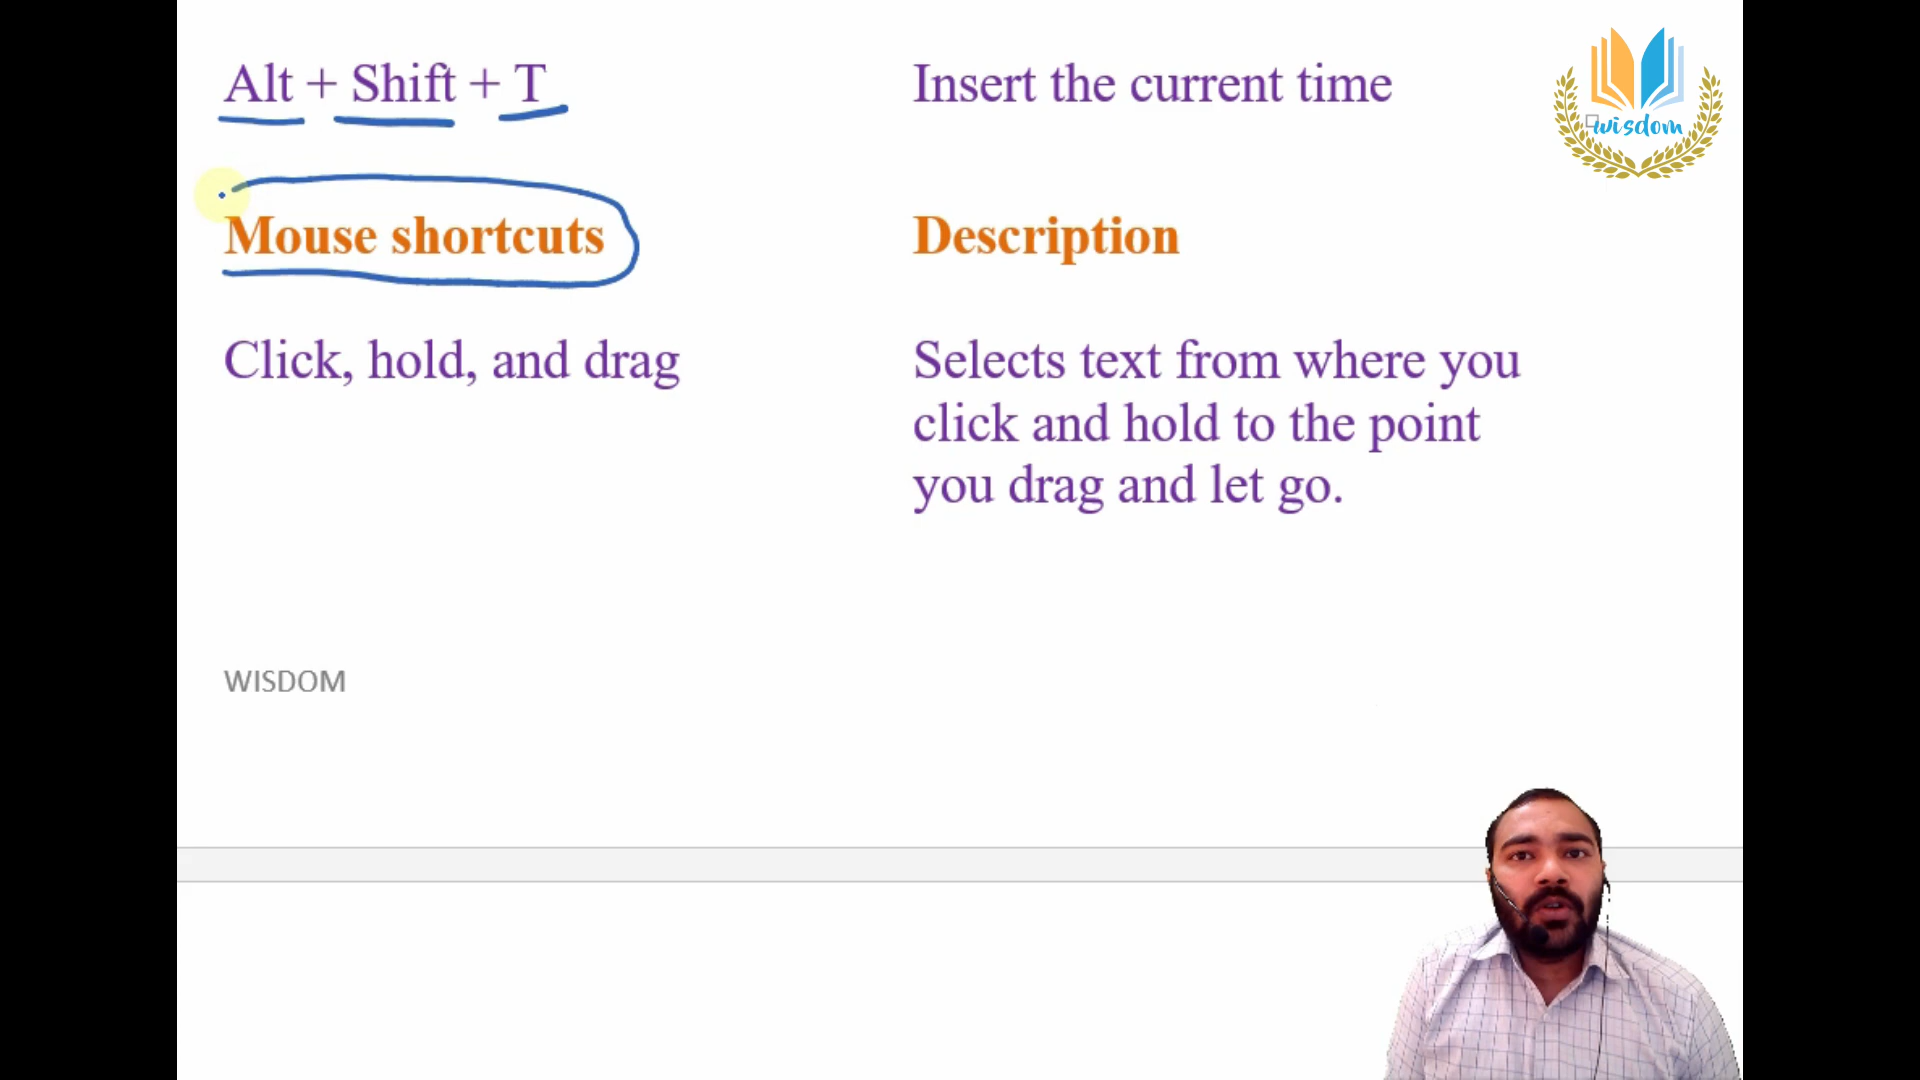 Alt + Shift + T
Insert the current time
wisdom
Mouse shortcuts
Description
Click, hold, and drag
Selects text from where you
click and hold to the point
you drag and let go.
WISDOM